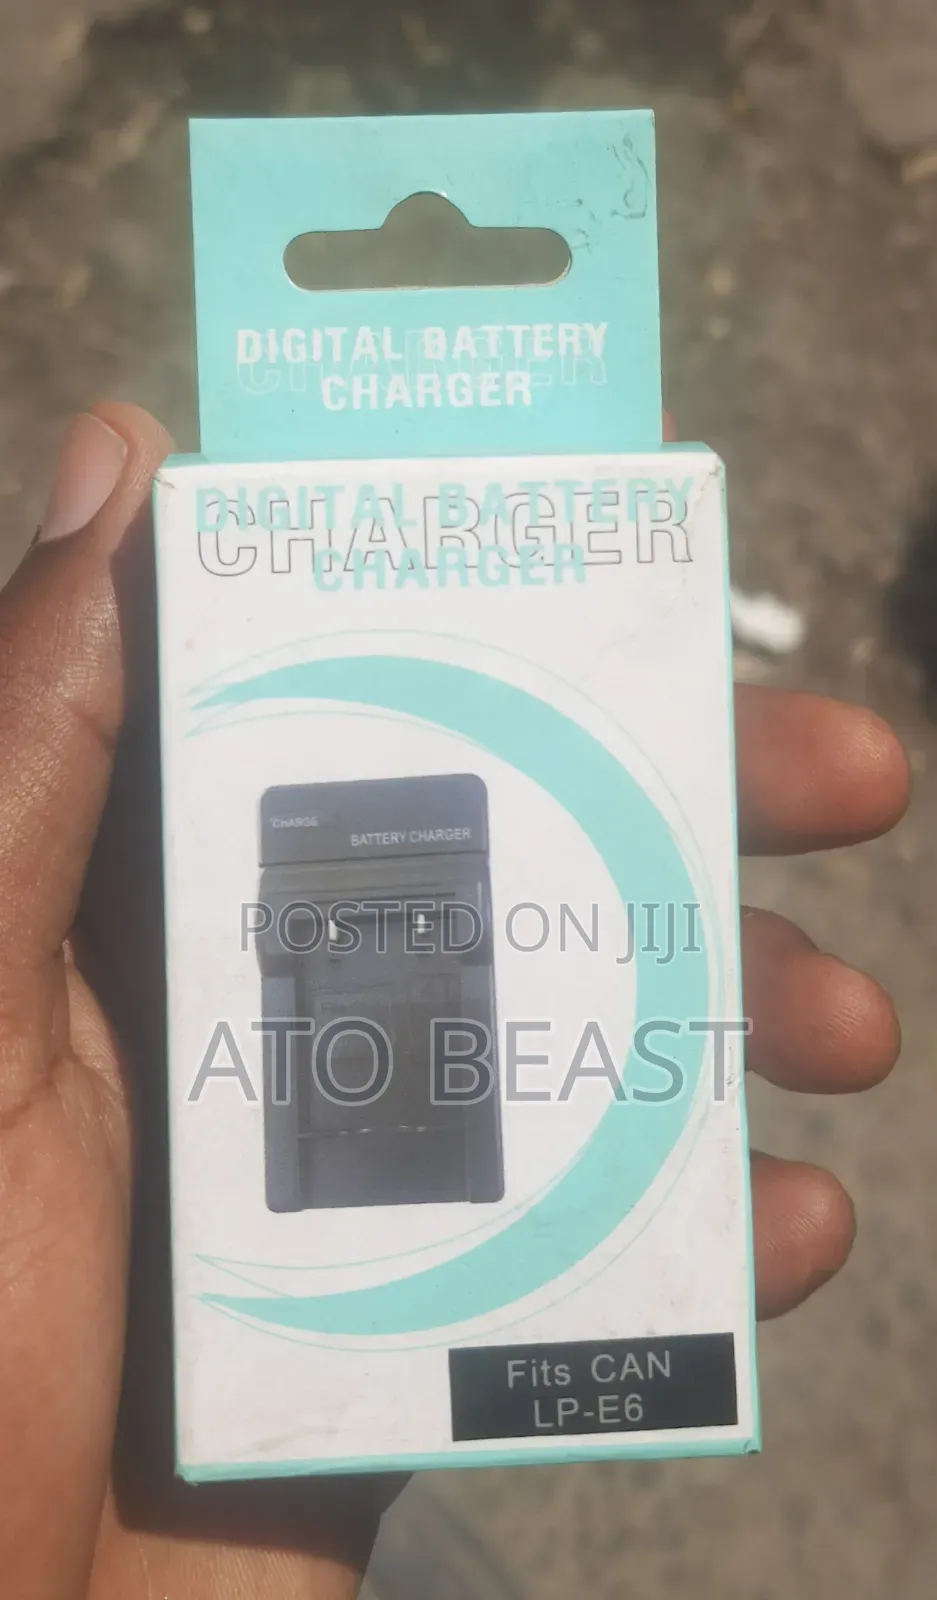 DIGITAL BATTERY
CHARGER
CHARGER
DIGITAL BATTERY
CHARGER
CHARGER
CHARGE
BATTERY CHARGER
POSTED ON JIJI
ATO BEAST
Fits CAN
LP-E6